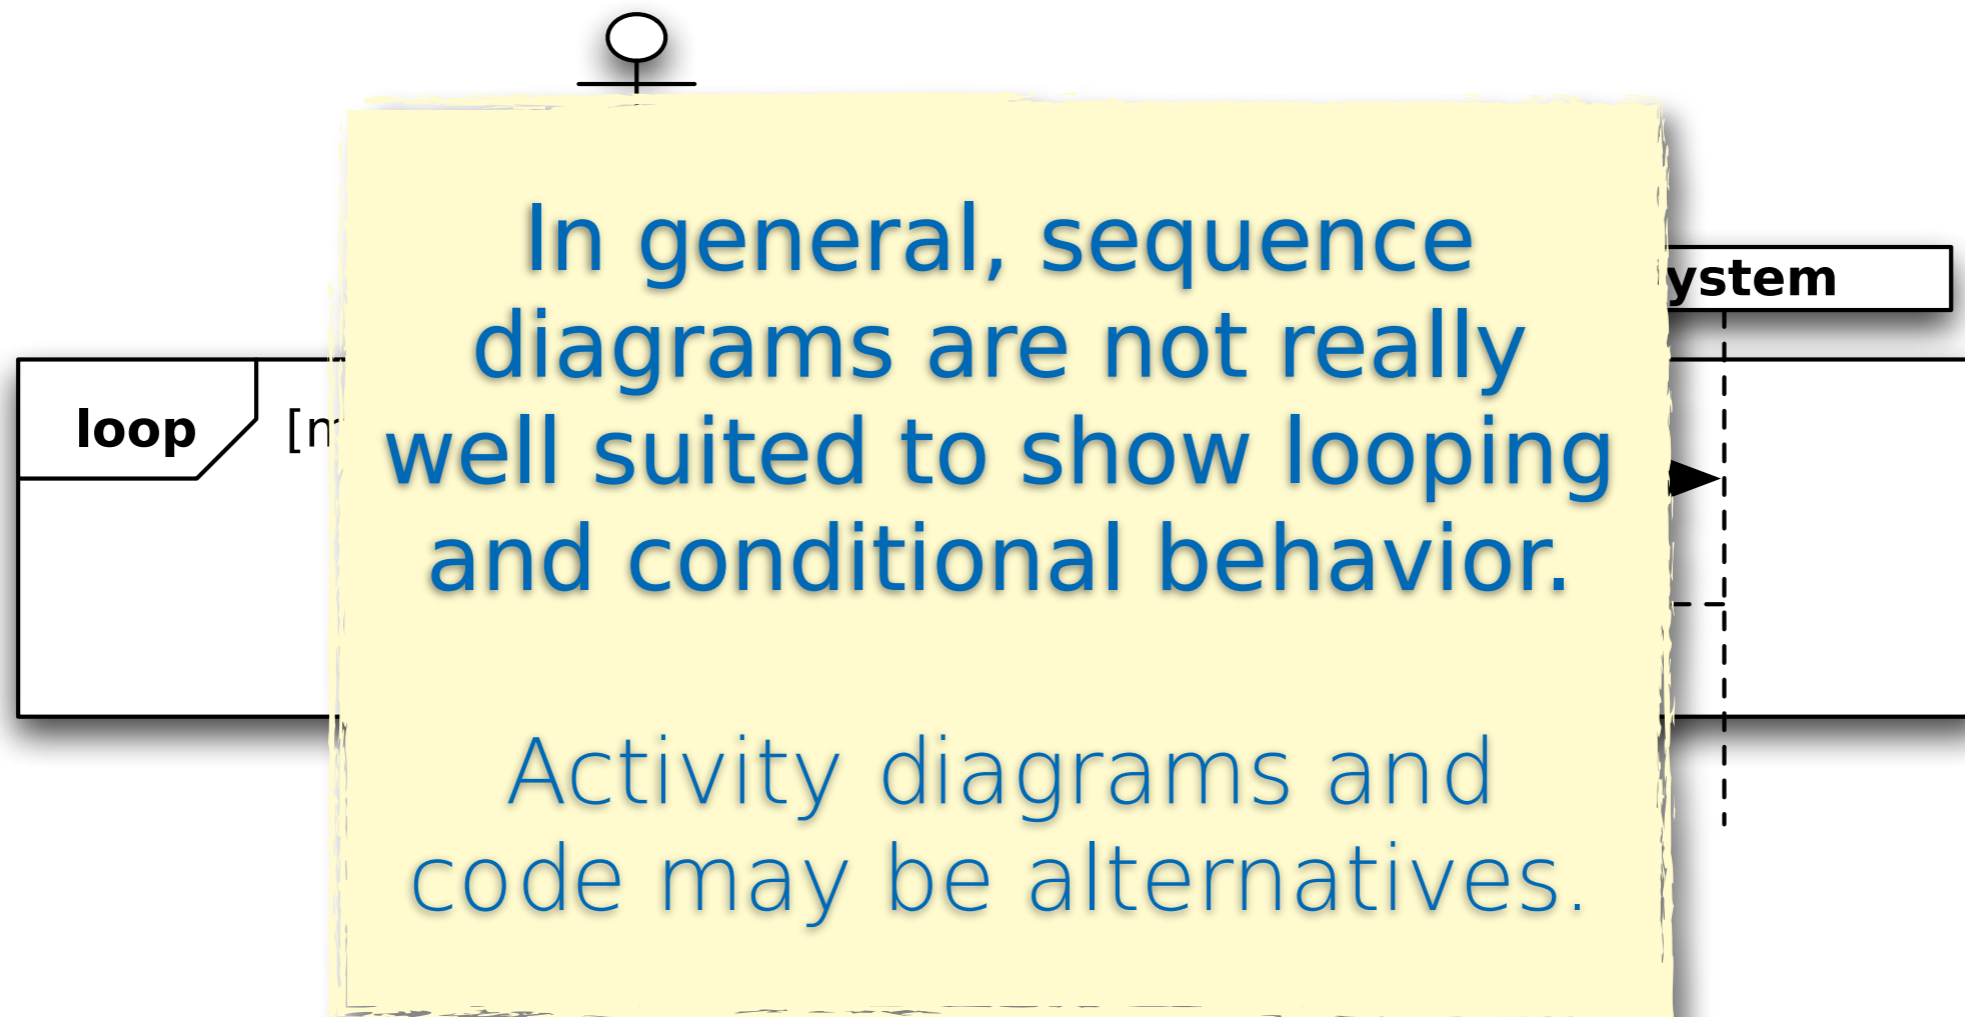 In general, sequence
diagrams are not really
well suited to show looping
and conditional behavior.
Activity diagrams and
code may be alternatives.
ystem
loop